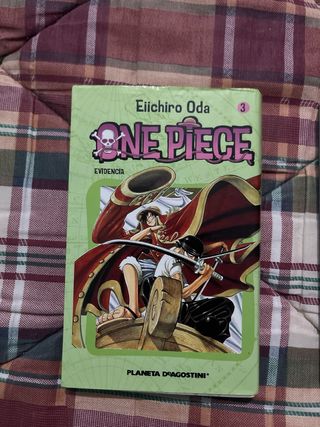 Eiichiro Oda
3
ONE PIECE
EVIDENCIA
PLANETA DEAGOSTINI